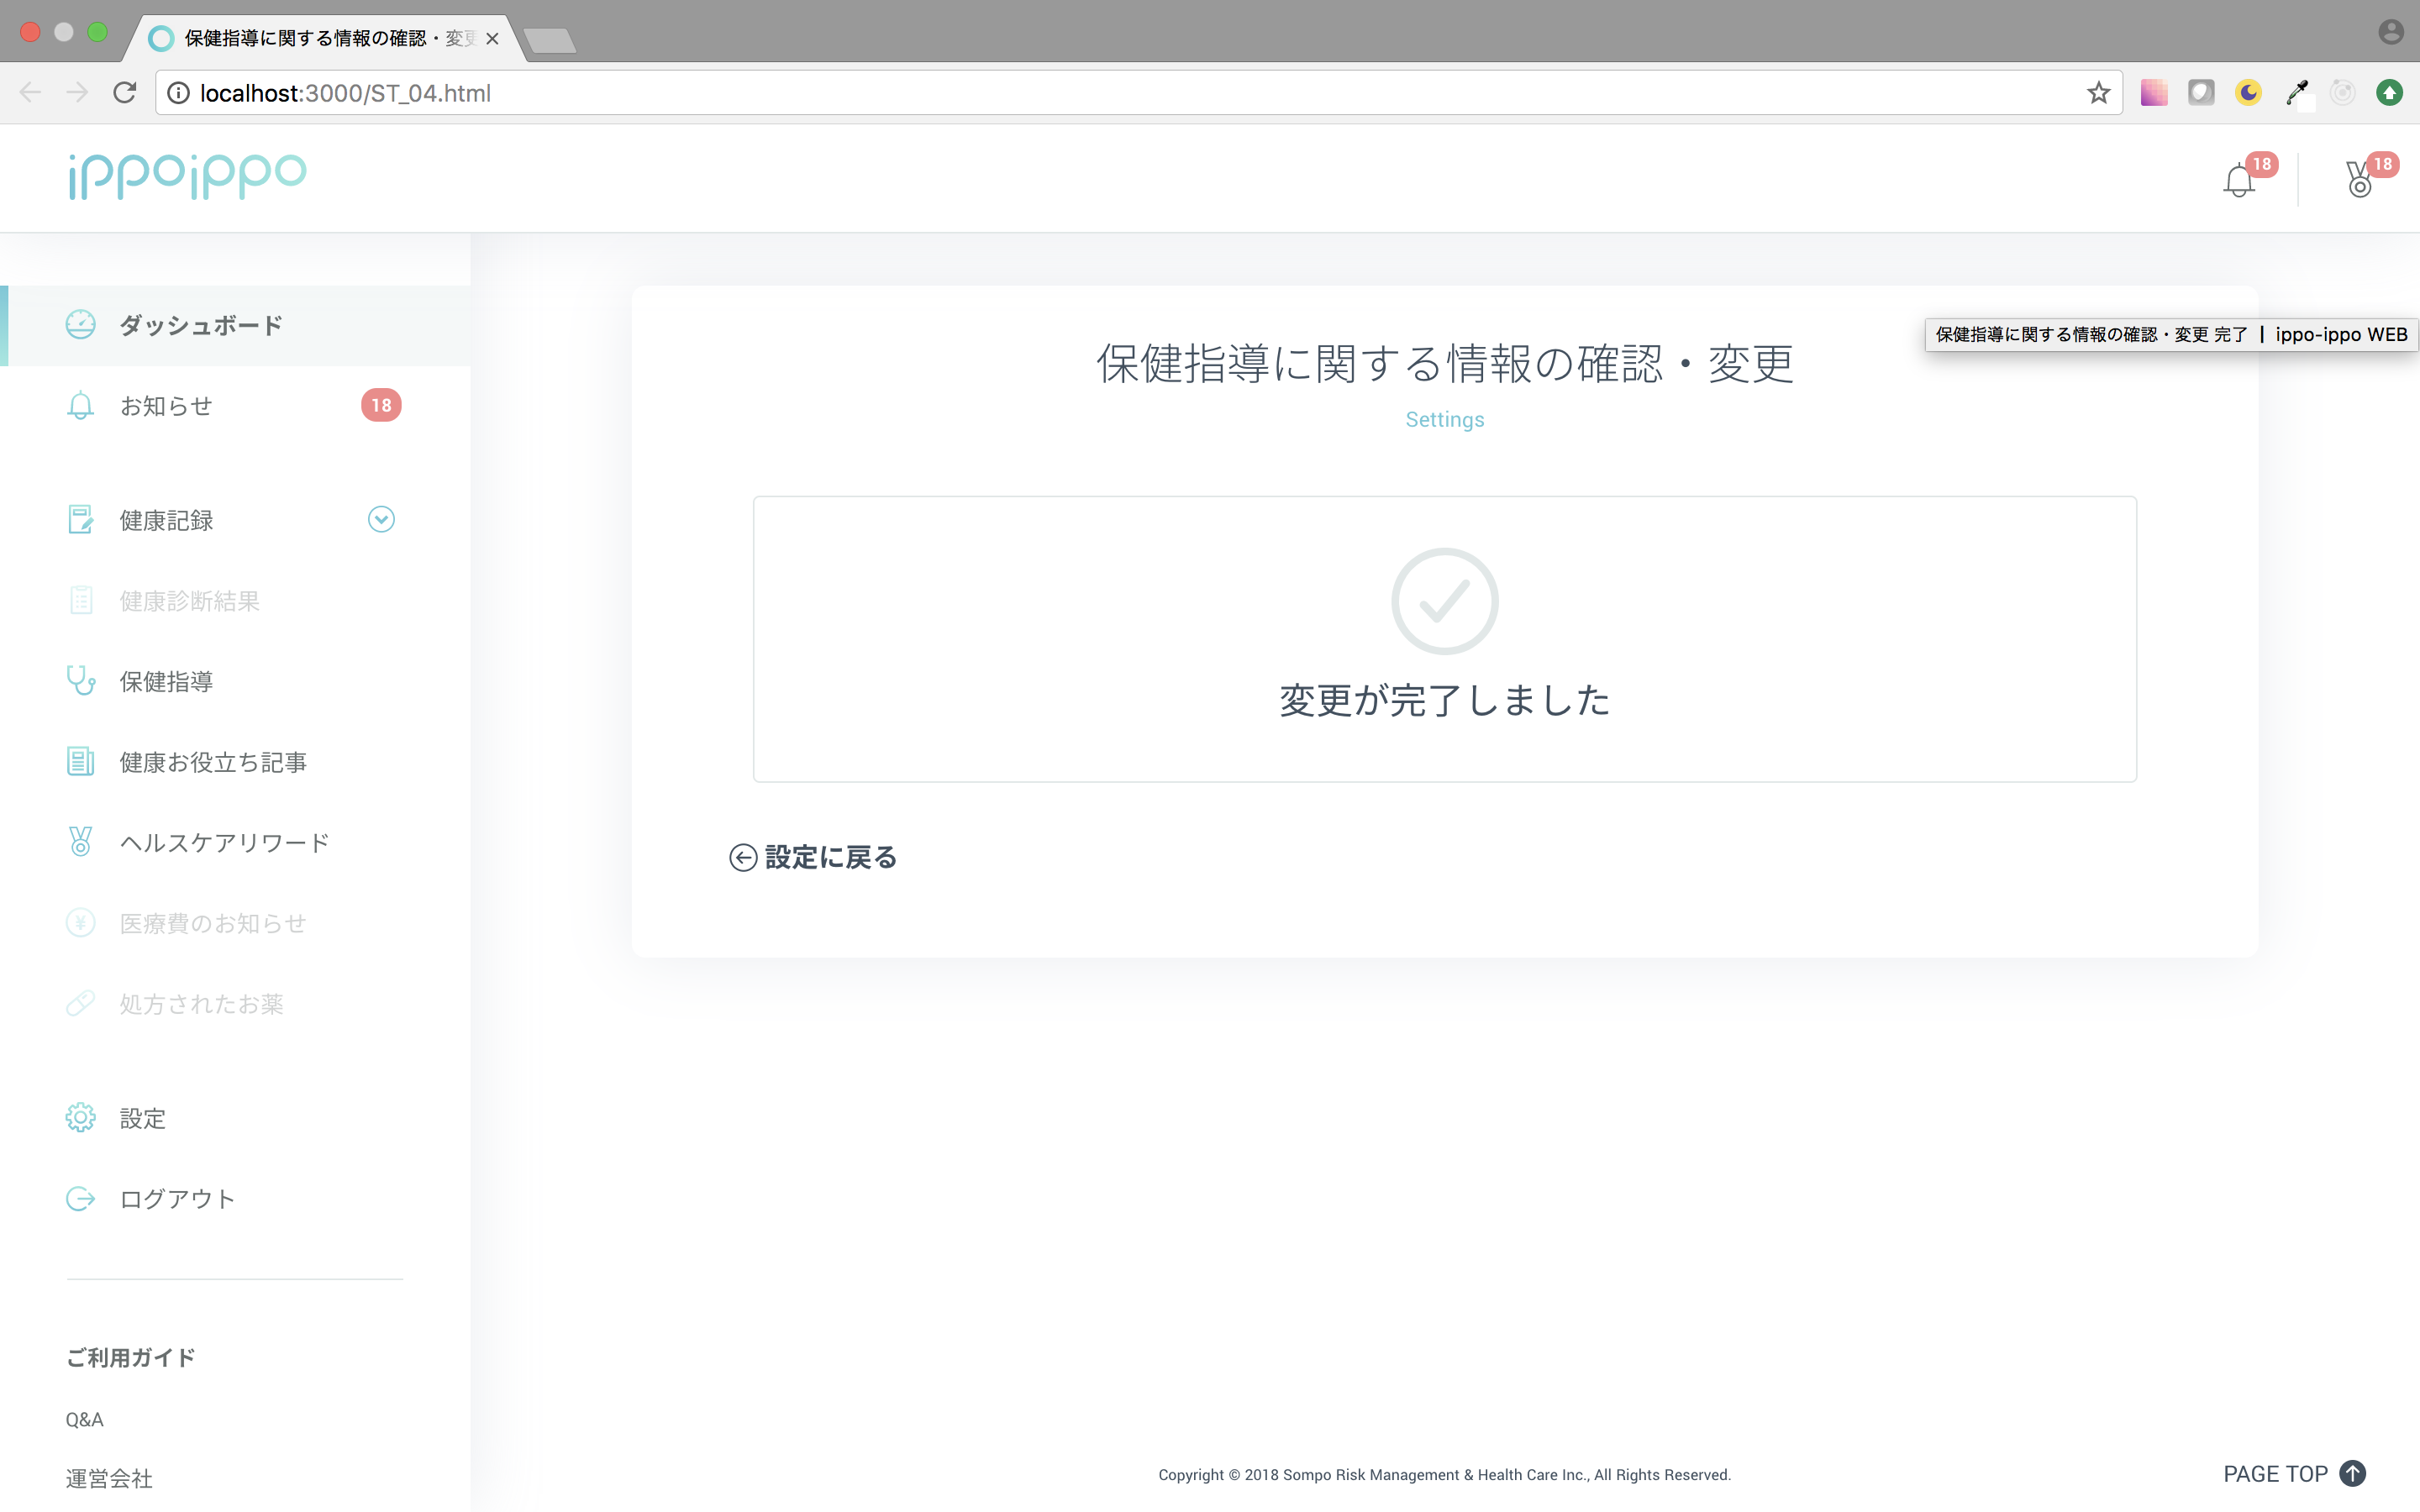 保健指導に関する情報の確認・変更
localhost:3000/ST_04.html
ippoippo
18
18
ダッシュボード
お知らせ
18
健康記録
健康診断結果
保健指導
健康お役立ち記事
ヘルスケアリワード
医療費のお知らせ
処方されたお薬
設定
ログアウト
ご利用ガイド
Q&A
運営会社
保健指導に関する情報の確認・変更
Settings
保健指導に関する情報の確認・変更 完了 | ippo-ippo WEB
変更が完了しました
設定に戻る
Copyright © 2018 Sompo Risk Management & Health Care Inc., All Rights Reserved.
PAGE TOP